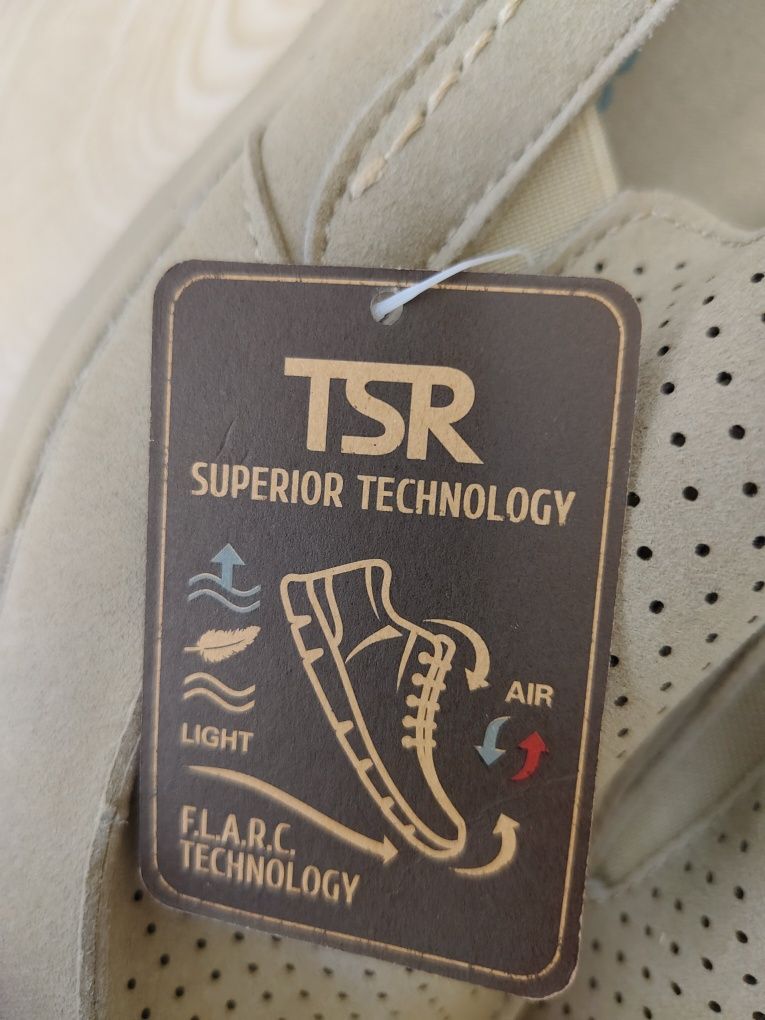 TSR
SUPERIOR TECHNOLOGY
LIGHT
AIR
F.L.A.R.C.
TECHNOLOGY